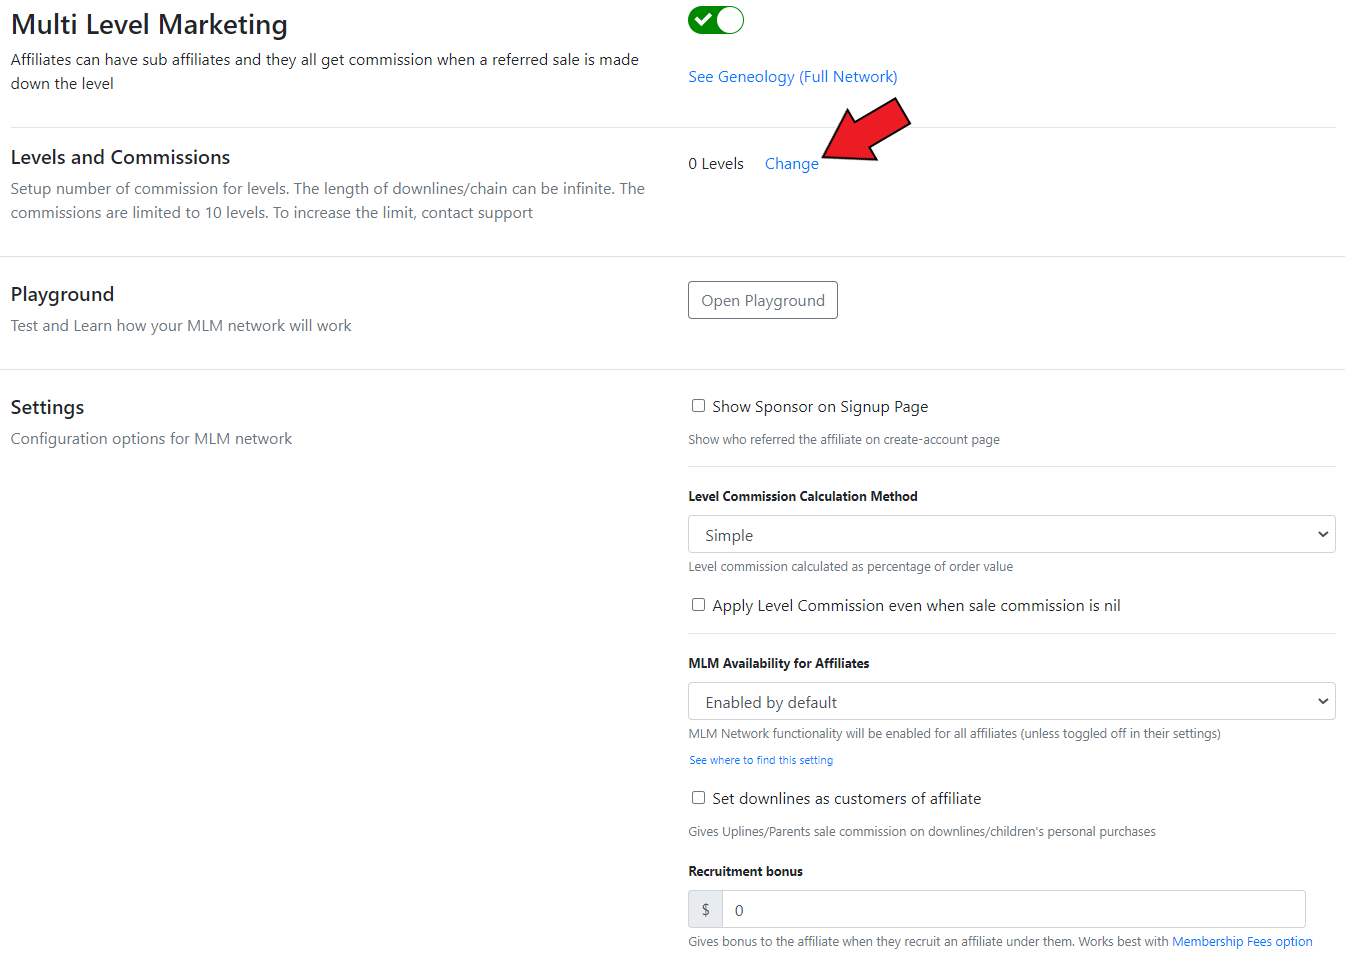 Multi Level Marketing
Affiliates can have sub affiliates and they all get commission when a referred sale is made
down the level
See Geneology (Full Network)
Levels and Commissions
0 Levels Change
Setup number of commission for levels. The length of downlines/chain can be infinite. The
commissions are limited to 10 levels. To increase the limit, contact support
Playground
Test and Learn how your MLM network will work
Open Playground
Settings
Configuration options for MLM network
Show Sponsor on Signup Page
Show who referred the affiliate on create-account page
Level Commission Calculation Method
Simple
Level commission calculated as percentage of order value
Apply Level Commission even when sale commission is nil
MLM Availability for Affiliates
Enabled by default
MLM Network functionality will be enabled for all affiliates (unless toggled off in their settings)
See where to find this setting
Set downlines as customers of affiliate
Gives Uplines/Parents sale commission on downlines/children's personal purchases
Recruitment bonus
$ 0
Gives bonus to the affiliate when they recruit an affiliate under them. Works best with Membership Fees option